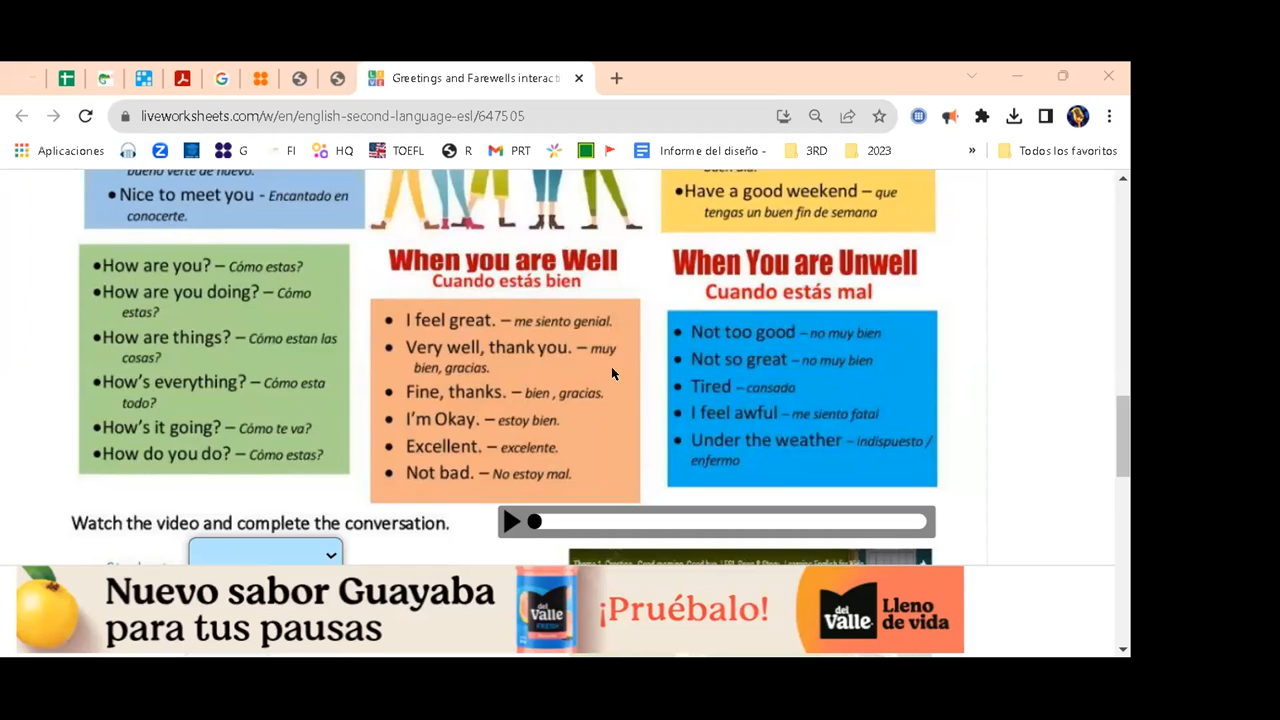 Greetings and Farewells interact
liveworksheets.com/w/en/english-second-language-esl/647505
Aplicaciones
G
FI
HQ
TOEFL
R
PRT
Informe del diseño -
3RD
2023
»
Todos los favoritos
bueno verte de nuevo.
•Nice to meet you - Encantado en
conocerte.
•Have a good weekend – que
tengas un buen fin de semana
•How are you? – Cómo estas?
•How are you doing? – Cómo
estas?
•How are things? – Cómo estan las
cosas?
•How's everything? – Cómo esta
todo?
•How's it going? – Cómo te va?
•How do you do? – Cómo estas?
When you are Well
Cuando estás bien
• I feel great. – me siento genial.
• Very well, thank you. – muy
bien, gracias.
• Fine, thanks. – bien , gracias.
• I'm Okay. – estoy bien.
• Excellent. – excelente.
• Not bad. – No estoy mal.
When You are Unwell
Cuando estás mal
• Not too good – no muy bien
• Not so great – no muy bien
• Tired – cansado
• I feel awful – me siento fatal
• Under the weather – indispuesto /
enfermo
Watch the video and complete the conversation.
Nuevo sabor Guayaba
para tus pausas
del
Valle
FRESH
¡Pruébalo!
del
Valle
Lleno
de vida